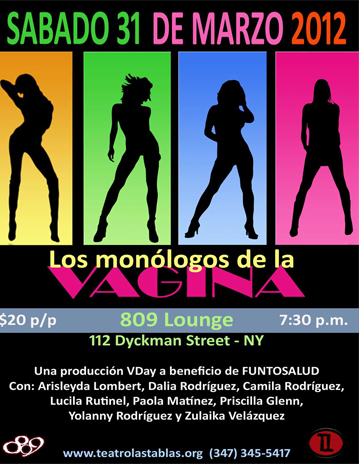 SABADO 31 DE MARZO 2012
Los monólogos de la
VAGINA
$20 p/p 809 Lounge 7:30 p.m.
112 Dyckman Street - NY
Una producción VDay a beneficio de FUNTOSALUD
Con: Arisleyda Lombert, Dalia Rodríguez, Camila Rodríguez,
Lucila Rutinel, Paola Matínez, Priscilla Glenn,
Yolanny Rodríguez y Zulaika Velázquez
809 www.teatrolastablas.org (347) 345-5417